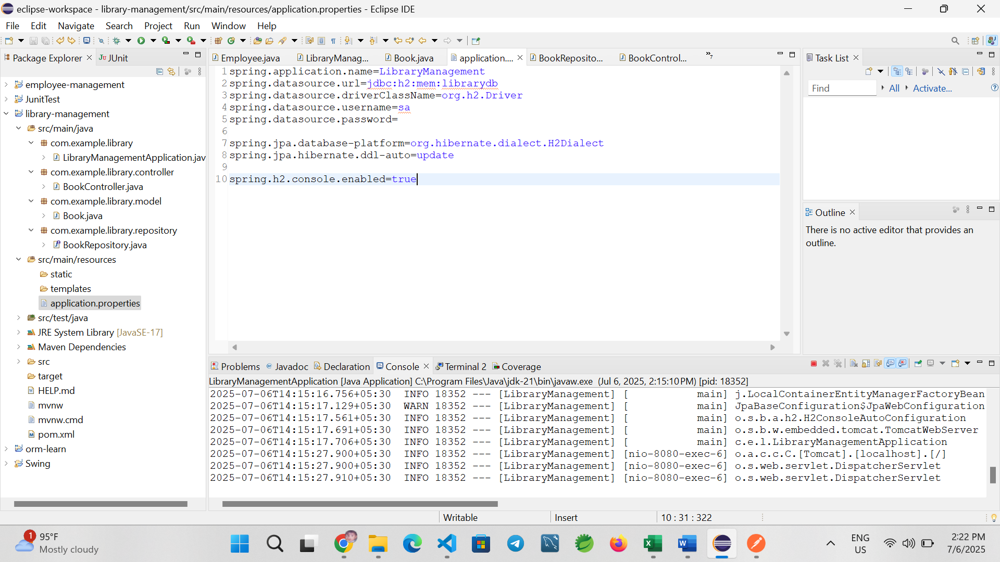 eclipse-workspace - library-management/src/main/resources/application.properties - Eclipse IDE
File Edit Navigate Search Project Run Window Help
Package Explorer
JUnit
employee-management
JunitTest
library-management
src/main/java
com.example.library
LibraryManagementApplication.jav
com.example.library.controller
BookController.java
com.example.library.model
Book.java
com.example.library.repository
BookRepository.java
src/main/resources
static
templates
application.properties
src/test/java
JRE System Library [JavaSE-17]
Maven Dependencies
src
target
HELP.md
mvnw
mvnw.cmd
pom.xml
orm-learn
Swing
Employee.java LibraryManag... Book.java application.... BookReposito... BookControl... »7
1 spring.application.name=LibraryManagement
2 spring.datasource.url=jdbc:h2:mem:librarydb
3 spring.datasource.driverClassName=org.h2.Driver
4 spring.datasource.username=sa
5 spring.datasource.password=
6
7 spring.jpa.database-platform=org.hibernate.dialect.H2Dialect
8 spring.jpa.hibernate.ddl-auto=update
9
10 spring.h2.console.enabled=true
Task List
Find All Activate...
Outline
There is no active editor that provides an
outline.
Problems Javadoc Declaration Console Terminal 2 Coverage
LibraryManagementApplication [Java Application] C:\Program Files\Java\jdk-21\bin\javaw.exe (Jul 6, 2025, 2:15:10 PM) [pid: 18352]
2025-07-06T14:15:16.756+05:30 INFO 18352 --- [LibraryManagement] [ main] j.LocalContainerEntityManagerFactoryBean
2025-07-06T14:15:17.129+05:30 WARN 18352 --- [LibraryManagement] [ main] JpaBaseConfiguration$JpaWebConfiguration
2025-07-06T14:15:17.561+05:30 INFO 18352 --- [LibraryManagement] [ main] o.s.b.a.h2.H2ConsoleAutoConfiguration
2025-07-06T14:15:17.691+05:30 INFO 18352 --- [LibraryManagement] [ main] o.s.b.w.embedded.tomcat.TomcatWebServer
2025-07-06T14:15:17.706+05:30 INFO 18352 --- [LibraryManagement] [ main] c.e.l.LibraryManagementApplication
2025-07-06T14:15:27.900+05:30 INFO 18352 --- [LibraryManagement] [nio-8080-exec-6] o.a.c.c.C.[Tomcat].[localhost].[/]
2025-07-06T14:15:27.900+05:30 INFO 18352 --- [LibraryManagement] [nio-8080-exec-6] o.s.web.servlet.DispatcherServlet
2025-07-06T14:15:27.910+05:30 INFO 18352 --- [LibraryManagement] [nio-8080-exec-6] o.s.web.servlet.DispatcherServlet
Writable Insert 10 : 31 : 322
1
95°F
Mostly cloudy
ENG
US
2:22 PM
7/6/2025